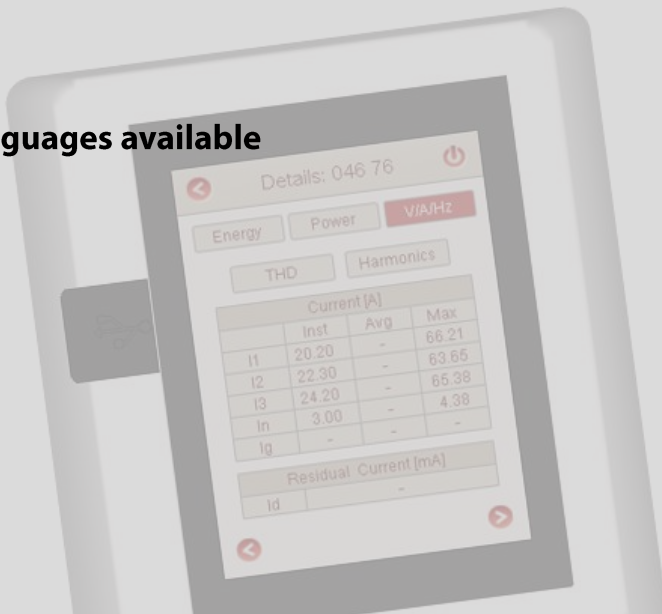 guages available
Details: 046 76
Energy Power V/A/Hz
THD Harmonics
Current [A]
Inst Avg Max
I1 20.20 - 66.21
I2 22.30 - 63.65
I3 24.20 - 65.38
In 3.00 - 4.38
Ig - - -
Residual Current [mA]
Id -